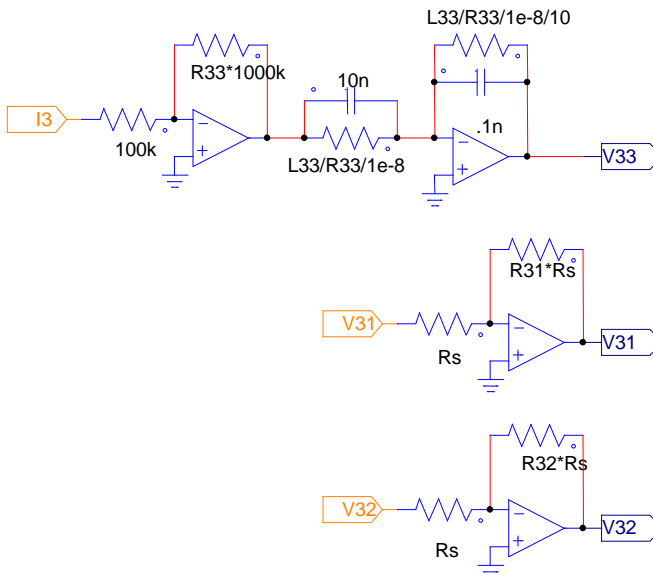 L33/R33/1e-8/10
R33*1000k
10n
I3
100k
L33/R33/1e-8
.1n
V33
R31*Rs
V31
Rs
V31
R32*Rs
V32
Rs
V32